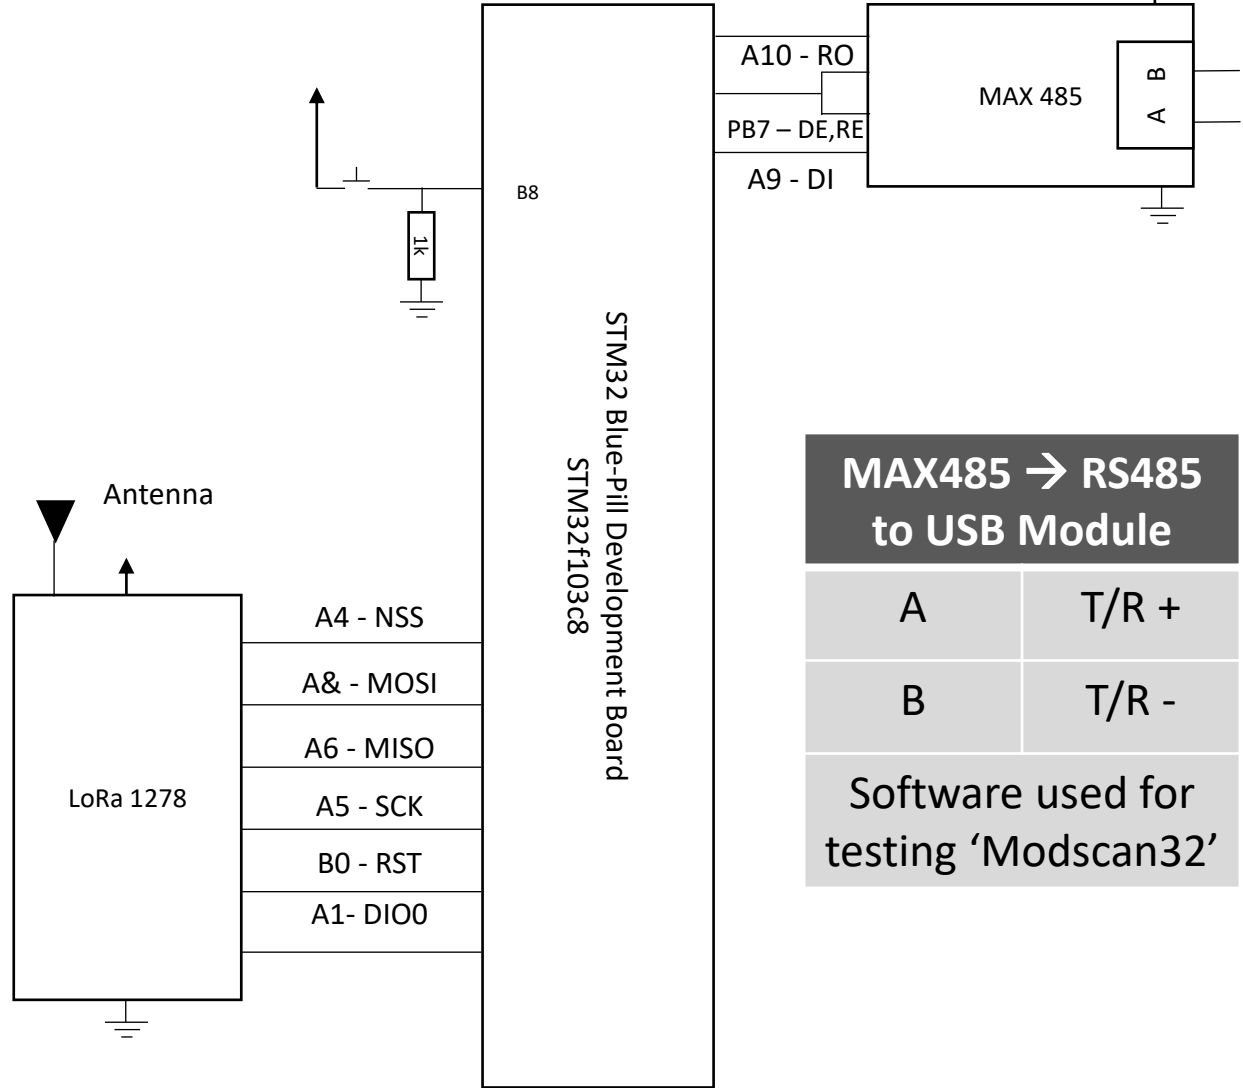 A10 - RO
PB7 – DE,RE
A9 - DI
MAX 485
B
A
B8
1k
STM32 Blue-Pill Development Board
STM32f103c8
Antenna
LoRa 1278
A4 - NSS
A& - MOSI
A6 - MISO
A5 - SCK
B0 - RST
A1- DIO0
MAX485 → RS485
to USB Module
A T/R +
B T/R -
Software used for
testing ‘Modscan32’